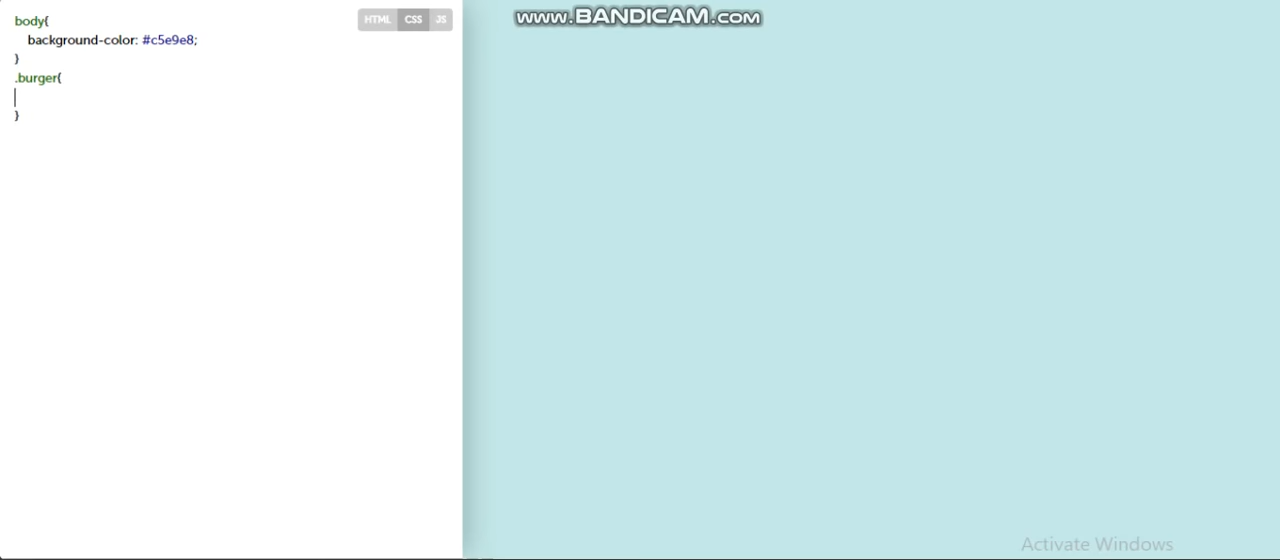 body{
HTML CSS JS
www.BANDICAM.com
background-color: #c5e9e8;
}
.burger{
}
Activate Windows